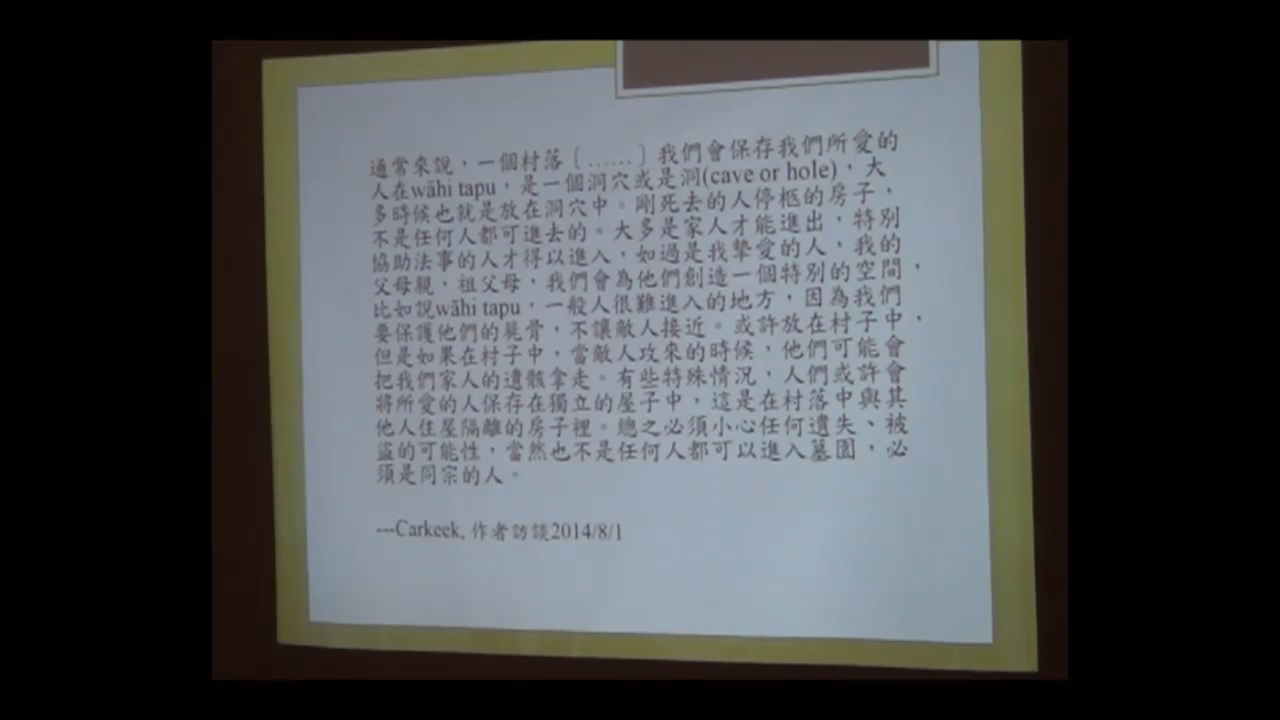 通常來說，一個村落〔……〕我們會保存我們所愛的
人在wāhi tapu，是一個洞穴或是洞(cave or hole)，大
多時候也就是放在洞穴中。剛死去的人停柩的房子，
不是任何人都可進去的。大多是家人才能進出，特別
協助法事的人才得以進入，如過是我摯愛的人，我的
父母親，祖父母，我們會為他們創造一個特別的空間，
比如說wāhi tapu，一般人很難進入的地方，因為我們
要保護他們的屍骨，不讓敵人接近。或許放在村子中，
但是如果在村子中，當敵人攻來的時候，他們可能會
把我們家人的遺骸拿走。有些特殊情況，人們或許會
將所愛的人保存在獨立的屋子中，這是在村落中與其
他人住屋隔離的房子裡。總之必須小心任何遺失、被
盜的可能性，當然也不是任何人都可以進入墓園，必
須是同宗的人。
---Carkeek, 作者訪談2014/8/1